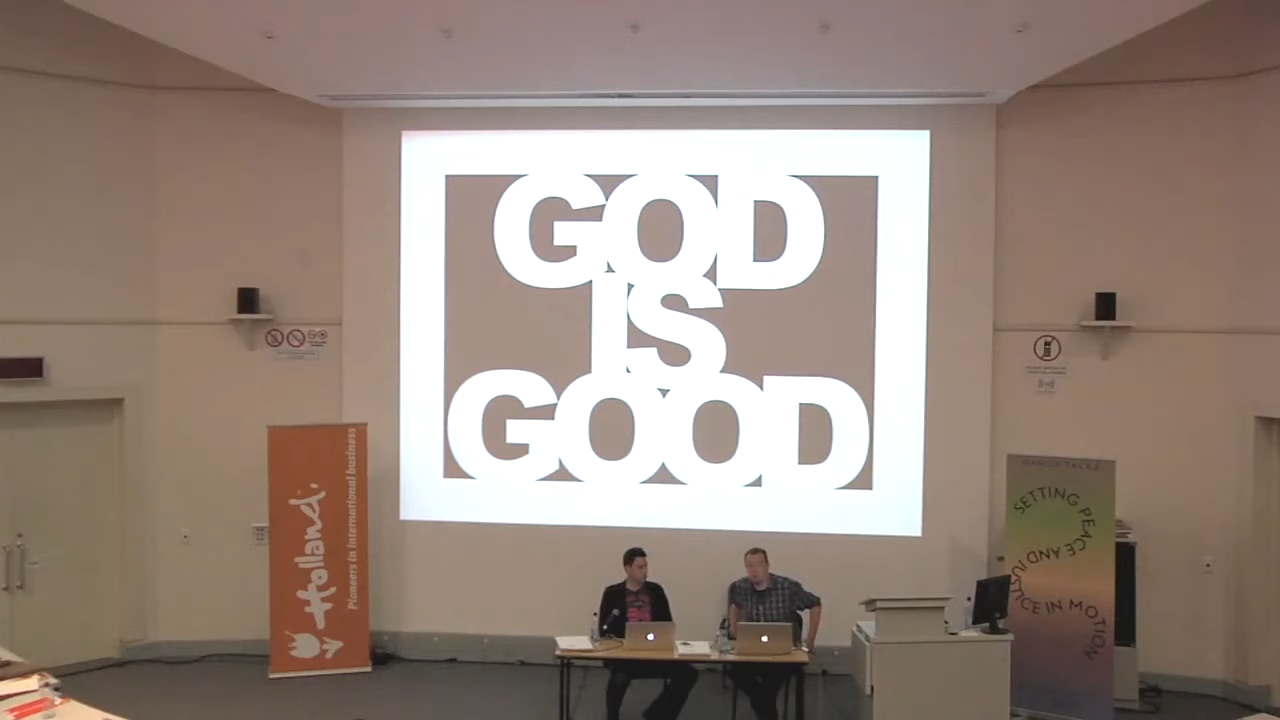 GOD
IS
GOOD
Holland,
Pioneers in international business
SETTING PEACE AND JUSTICE IN MOTION